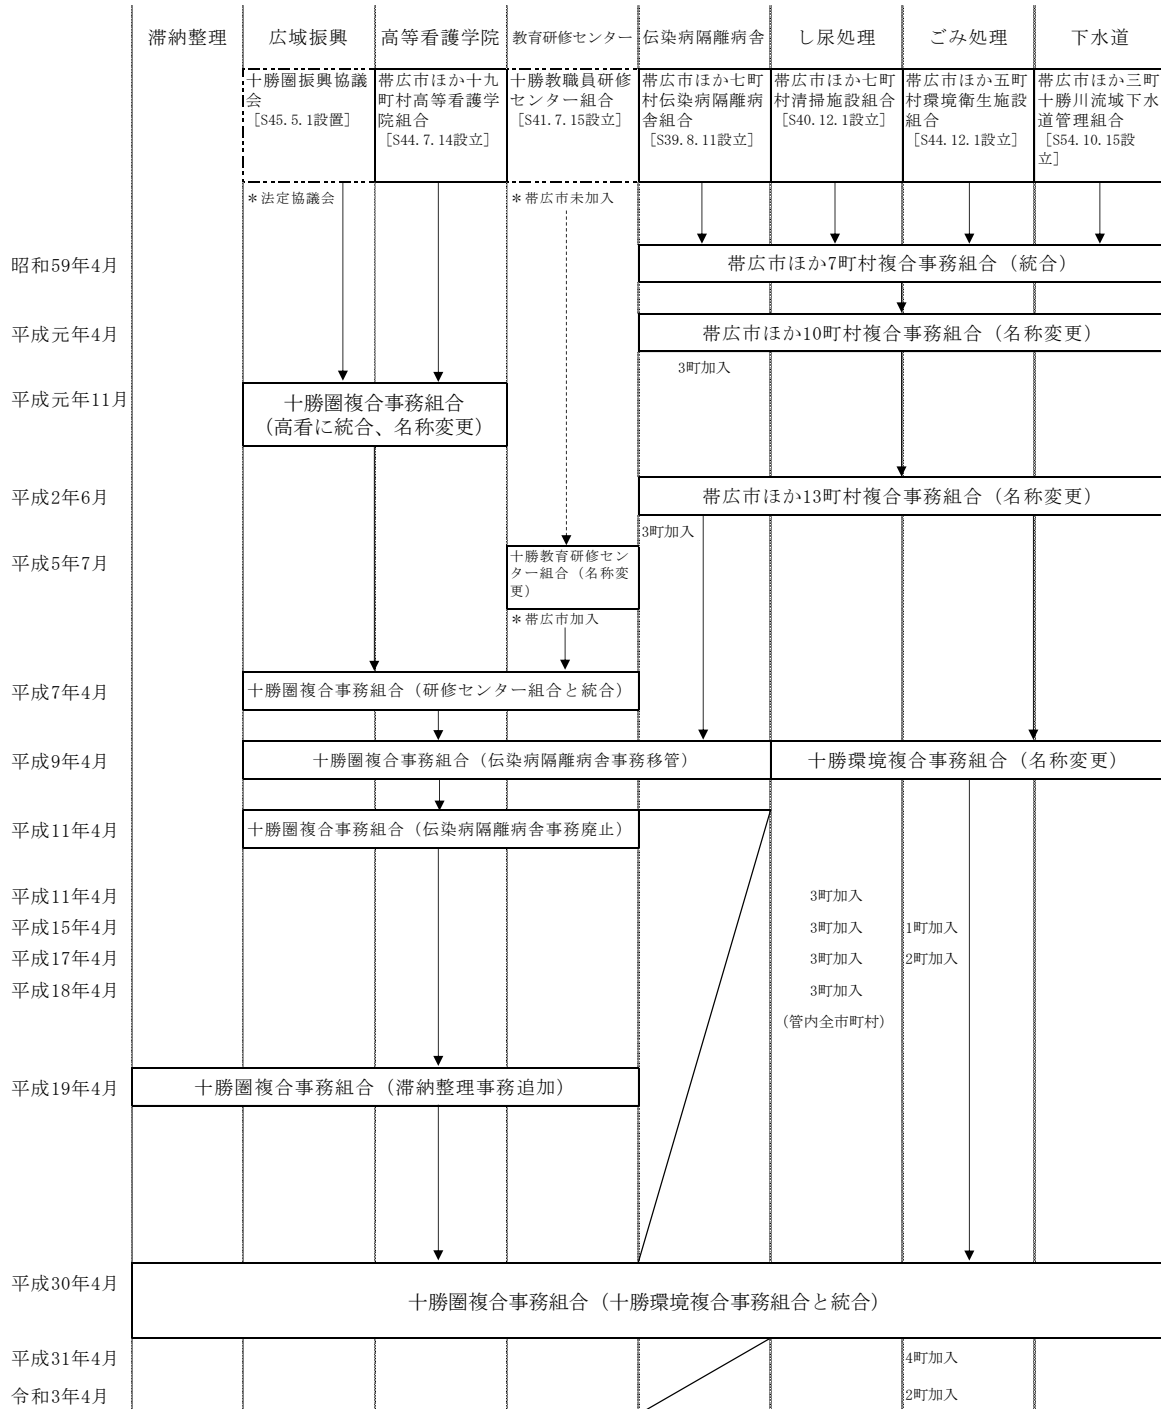 滞納整理
広域振興
高等看護学院
教育研修センター
伝染病隔離病舎
し尿処理
ごみ処理
下水道
十勝圏振興協議
会
[S45.5.1設置]
帯広市ほか十九
町村高等看護学
院組合
[S44.7.14設立]
十勝教職員研修
センター組合
[S41.7.15設立]
帯広市ほか七町
村伝染病隔離病
舎組合
[S39.8.11設立]
帯広市ほか七町
村清掃施設組合
[S40.12.1設立]
帯広市ほか五町
村環境衛生施設
組合
[S44.12.1設立]
帯広市ほか三町
十勝川流域下水
道管理組合
[S54.10.15設
立]
＊法定協議会
＊帯広市未加入
昭和59年4月
帯広市ほか7町村複合事務組合（統合）
平成元年4月
帯広市ほか10町村複合事務組合（名称変更）
3町加入
平成元年11月
十勝圏複合事務組合
（高看に統合、名称変更）
平成2年6月
帯広市ほか13町村複合事務組合（名称変更）
3町加入
平成5年7月
十勝教育研修セン
ター組合（名称変
更）
＊帯広市加入
平成7年4月
十勝圏複合事務組合（研修センター組合と統合）
平成9年4月
十勝圏複合事務組合（伝染病隔離病舎事務移管）
十勝環境複合事務組合（名称変更）
平成11年4月
十勝圏複合事務組合（伝染病隔離病舎事務廃止）
平成11年4月
3町加入
平成15年4月
3町加入
1町加入
平成17年4月
3町加入
2町加入
平成18年4月
3町加入
（管内全市町村）
平成19年4月
十勝圏複合事務組合（滞納整理事務追加）
平成30年4月
十勝圏複合事務組合（十勝環境複合事務組合と統合）
平成31年4月
4町加入
令和3年4月
2町加入